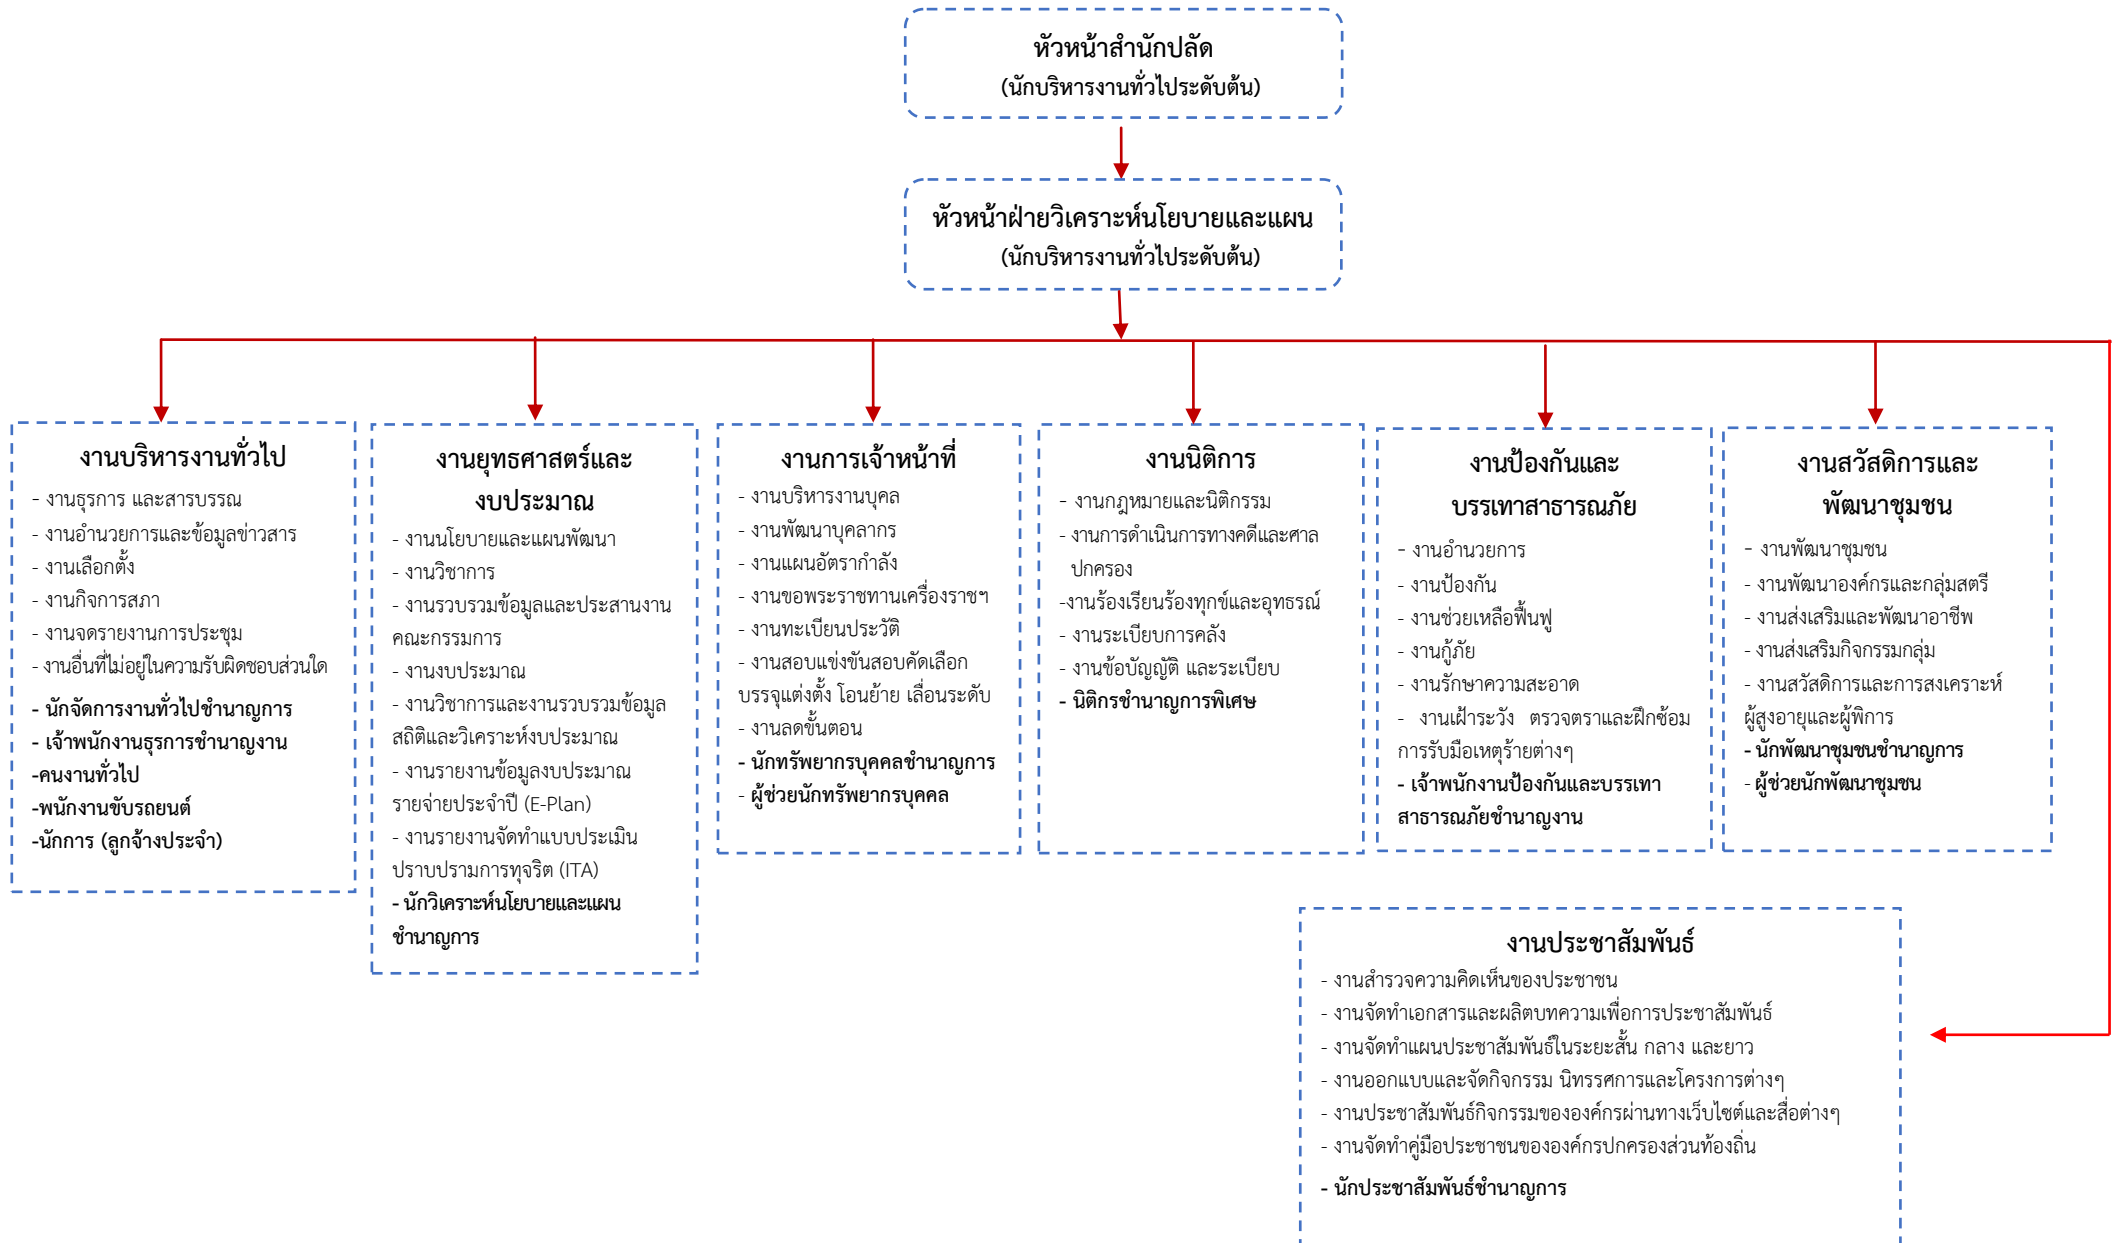 หัวหน้าสำนักปลัด
(นักบริหารงานทั่วไประดับต้น)
หัวหน้าฝ่ายวิเคราะห์นโยบายและแผน
(นักบริหารงานทั่วไประดับต้น)
งานบริหารงานทั่วไป
- งานธุรการ และสารบรรณ
- งานอำนวยการและข้อมูลข่าวสาร
- งานเลือกตั้ง
- งานกิจการสภา
- งานจดรายงานการประชุม
- งานอื่นที่ไม่อยู่ในความรับผิดชอบส่วนใด
- นักจัดการงานทั่วไปชำนาญการ
- เจ้าพนักงานธุรการชำนาญงาน
-คนงานทั่วไป
-พนักงานขับรถยนต์
-นักการ (ลูกจ้างประจำ)
งานยุทธศาสตร์และ
งบประมาณ
- งานนโยบายและแผนพัฒนา
- งานวิชาการ
- งานรวบรวมข้อมูลและประสานงาน
คณะกรรมการ
- งานงบประมาณ
- งานวิชาการและงานรวบรวมข้อมูล
สถิติและวิเคราะห์งบประมาณ
- งานรายงานข้อมูลงบประมาณ
รายจ่ายประจำปี (E-Plan)
- งานรายงานจัดทำแบบประเมิน
ปราบปรามการทุจริต (ITA)
- นักวิเคราะห์นโยบายและแผน
ชำนาญการ
งานการเจ้าหน้าที่
- งานบริหารงานบุคล
- งานพัฒนาบุคลากร
- งานแผนอัตรากำลัง
- งานขอพระราชทานเครื่องราชฯ
- งานทะเบียนประวัติ
- งานสอบแข่งขันสอบคัดเลือก
บรรจุแต่งตั้ง โอนย้าย เลื่อนระดับ
- งานลดขั้นตอน
- นักทรัพยากรบุคคลชำนาญการ
- ผู้ช่วยนักทรัพยากรบุคคล
งานนิติการ
- งานกฎหมายและนิติกรรม
- งานการดำเนินการทางคดีและศาล
ปกครอง
-งานร้องเรียนร้องทุกข์และอุทธรณ์
- งานระเบียบการคลัง
- งานข้อบัญญัติ และระเบียบ
- นิติกรชำนาญการพิเศษ
งานป้องกันและ
บรรเทาสาธารณภัย
- งานอำนวยการ
- งานป้องกัน
- งานช่วยเหลือฟื้นฟู
- งานกู้ภัย
- งานรักษาความสะอาด
- งานเฝ้าระวัง ตรวจตราและฝึกซ้อม
การรับมือเหตุร้ายต่างๆ
- เจ้าพนักงานป้องกันและบรรเทา
สาธารณภัยชำนาญงาน
งานสวัสดิการและ
พัฒนาชุมชน
- งานพัฒนาชุมชน
- งานพัฒนาองค์กรและกลุ่มสตรี
- งานส่งเสริมและพัฒนาอาชีพ
- งานส่งเสริมกิจกรรมกลุ่ม
- งานสวัสดิการและการสงเคราะห์
ผู้สูงอายุและผู้พิการ
- นักพัฒนาชุมชนชำนาญการ
- ผู้ช่วยนักพัฒนาชุมชน
งานประชาสัมพันธ์
- งานสำรวจความคิดเห็นของประชาชน
- งานจัดทำเอกสารและผลิตบทความเพื่อการประชาสัมพันธ์
- งานจัดทำแผนประชาสัมพันธ์ในระยะสั้น กลาง และยาว
- งานออกแบบและจัดกิจกรรม นิทรรศการและโครงการต่างๆ
- งานประชาสัมพันธ์กิจกรรมขององค์กรผ่านทางเว็บไซต์และสื่อต่างๆ
- งานจัดทำคู่มือประชาชนขององค์กรปกครองส่วนท้องถิ่น
- นักประชาสัมพันธ์ชำนาญการ